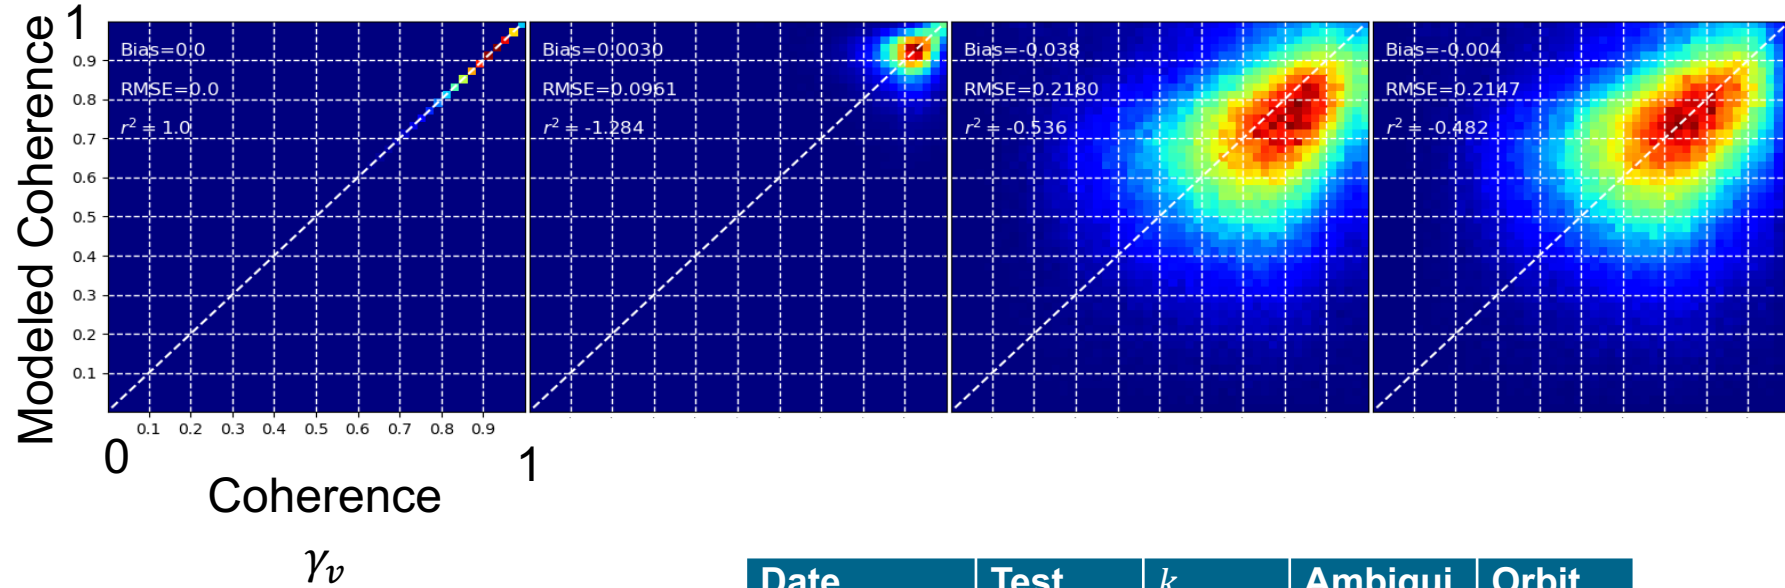 Modeled Coherence
1
0.9
0.8
0.7
0.6
0.5
0.4
0.3
0.2
0.1
Bias=0.0
RMSE=0.0
r² = 1.0
Bias=0.0030
RMSE=0.0961
r² = -1.284
Bias=-0.038
RMSE=0.2180
r² = -0.536
Bias=-0.004
RMSE=0.2147
r² = -0.482
0.1 0.2 0.3 0.4 0.5 0.6 0.7 0.8 0.9
0 1
Coherence
γᵥ
Date Test k Ambigui Orbit